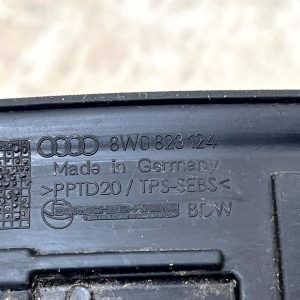 8W0 823 124
Made in Germany
>PPTD20 / TPS-SEBS<
BDW